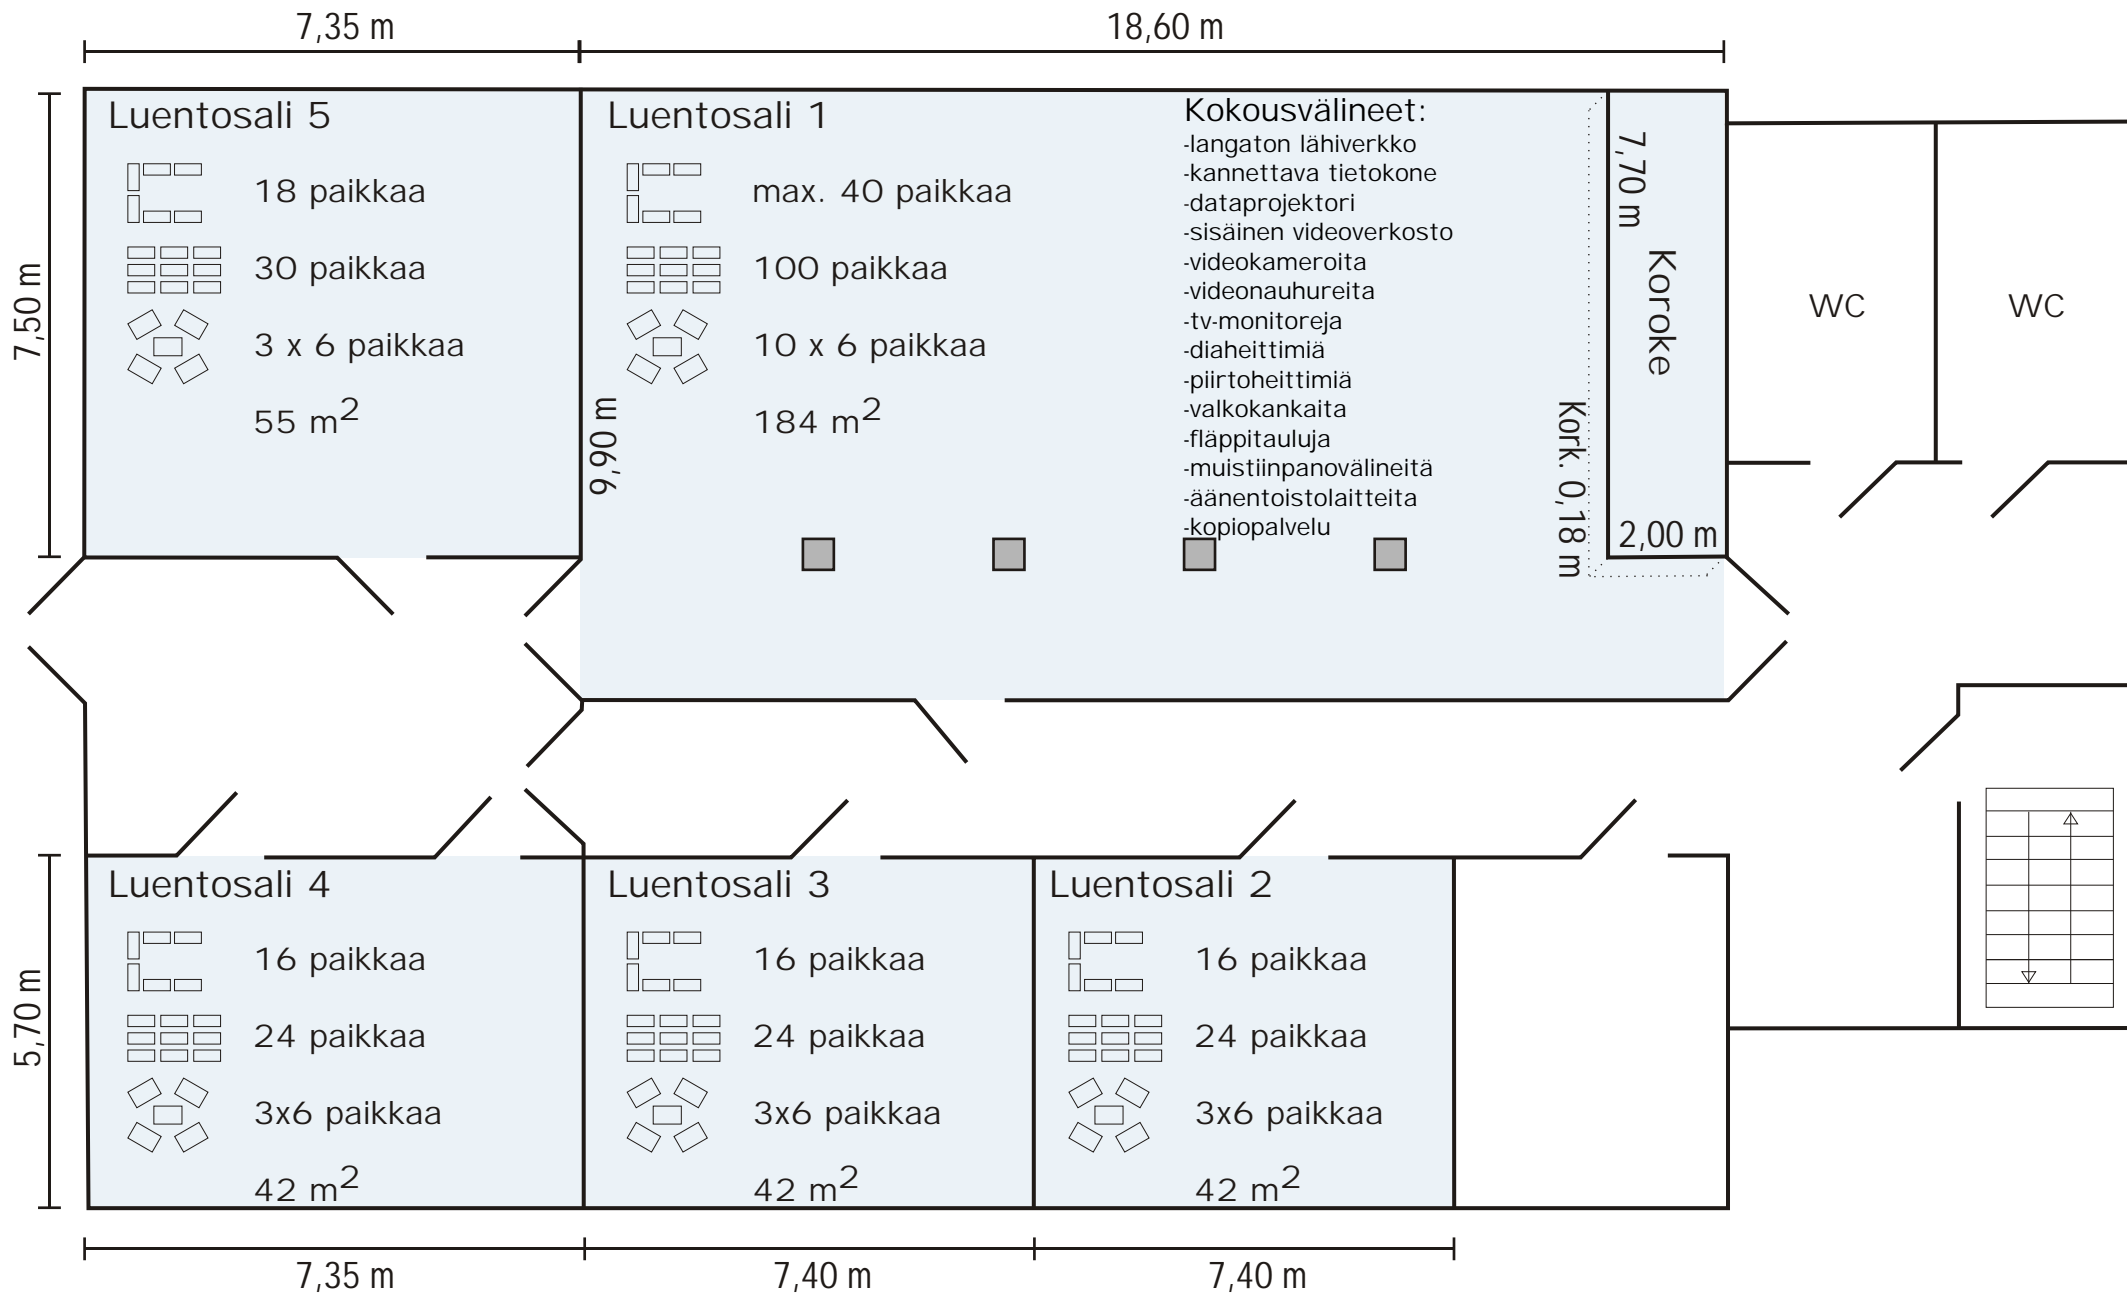 7,35 m
18,60 m
7,50 m
Luentosali 5
18 paikkaa
30 paikkaa
3 x 6 paikkaa
55 m²
Luentosali 1
max. 40 paikkaa
100 paikkaa
10 x 6 paikkaa
184 m²
9,90 m
Kokousvälineet:
-langaton lähiverkko
-kannettava tietokone
-dataprojektori
-sisäinen videoverkosto
-videokameroita
-videonauhureita
-tv-monitoreja
-diaheittimiä
-piirtoheittimiä
-valkokankaita
-fläppitauluja
-muistiinpanovälineitä
-äänentoistolaitteita
-kopiopalvelu
Kork. 0,18 m
7,70 m
Koroke
2,00 m
WC
WC
5,70 m
Luentosali 4
16 paikkaa
24 paikkaa
3x6 paikkaa
42 m²
Luentosali 3
16 paikkaa
24 paikkaa
3x6 paikkaa
42 m²
Luentosali 2
16 paikkaa
24 paikkaa
3x6 paikkaa
42 m²
7,35 m
7,40 m
7,40 m